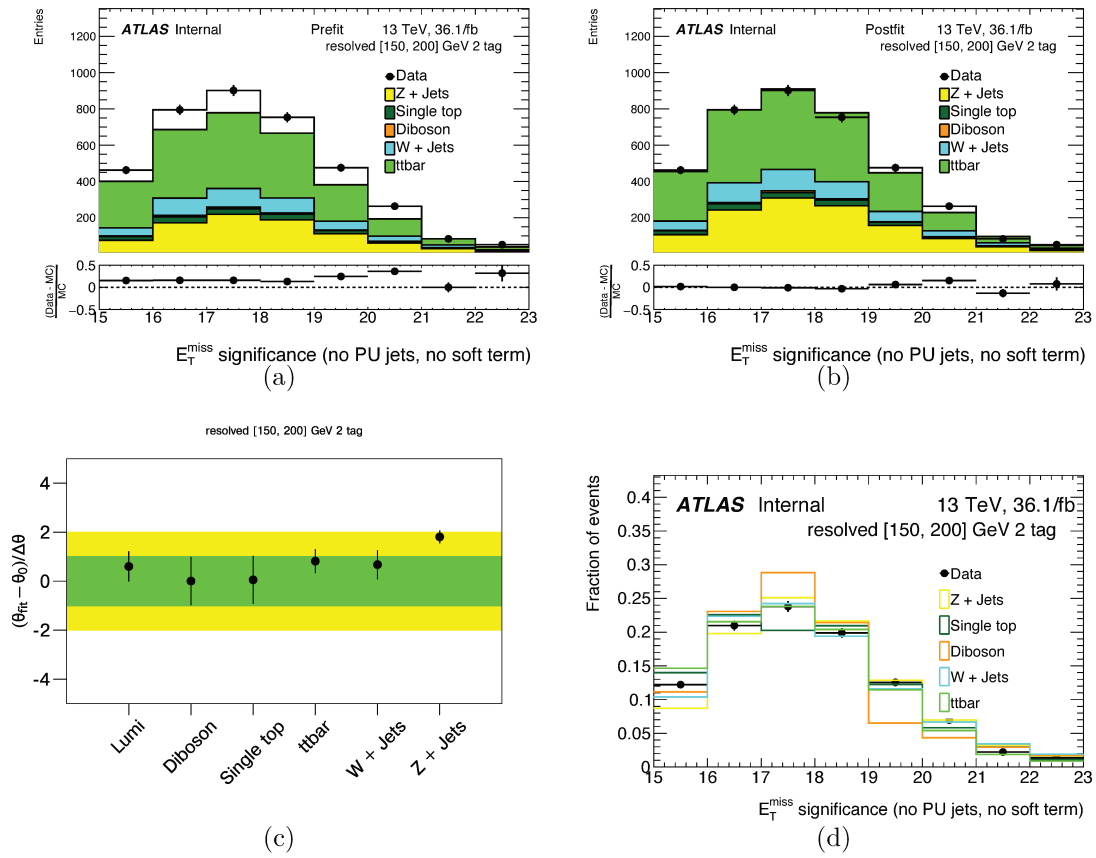 Entries
1200
1000
800
600
400
200
ATLAS Internal Prefit 13 TeV, 36.1/fb
resolved [150, 200] GeV 2 tag
Data
Z + Jets
Single top
Diboson
W + Jets
ttbar
(Data - MC)
MC
0.5
0
−0.5
15 16 17 18 19 20 21 22 23
E_T^miss significance (no PU jets, no soft term)
(a)
Entries
1200
1000
800
600
400
200
ATLAS Internal Postfit 13 TeV, 36.1/fb
resolved [150, 200] GeV 2 tag
Data
Z + Jets
Single top
Diboson
W + Jets
ttbar
(Data - MC)
MC
0.5
0
−0.5
15 16 17 18 19 20 21 22 23
E_T^miss significance (no PU jets, no soft term)
(b)
resolved [150, 200] GeV 2 tag
(θ_fit − θ_0)/Δθ
4
2
0
−2
−4
Lumi
Diboson
Single top
ttbar
W + Jets
Z + Jets
(c)
Fraction of events
0.4
0.35
0.3
0.25
0.2
0.15
0.1
0.05
0
ATLAS Internal 13 TeV, 36.1/fb
resolved [150, 200] GeV 2 tag
Data
Z + Jets
Single top
Diboson
W + Jets
ttbar
15 16 17 18 19 20 21 22 23
E_T^miss significance (no PU jets, no soft term)
(d)